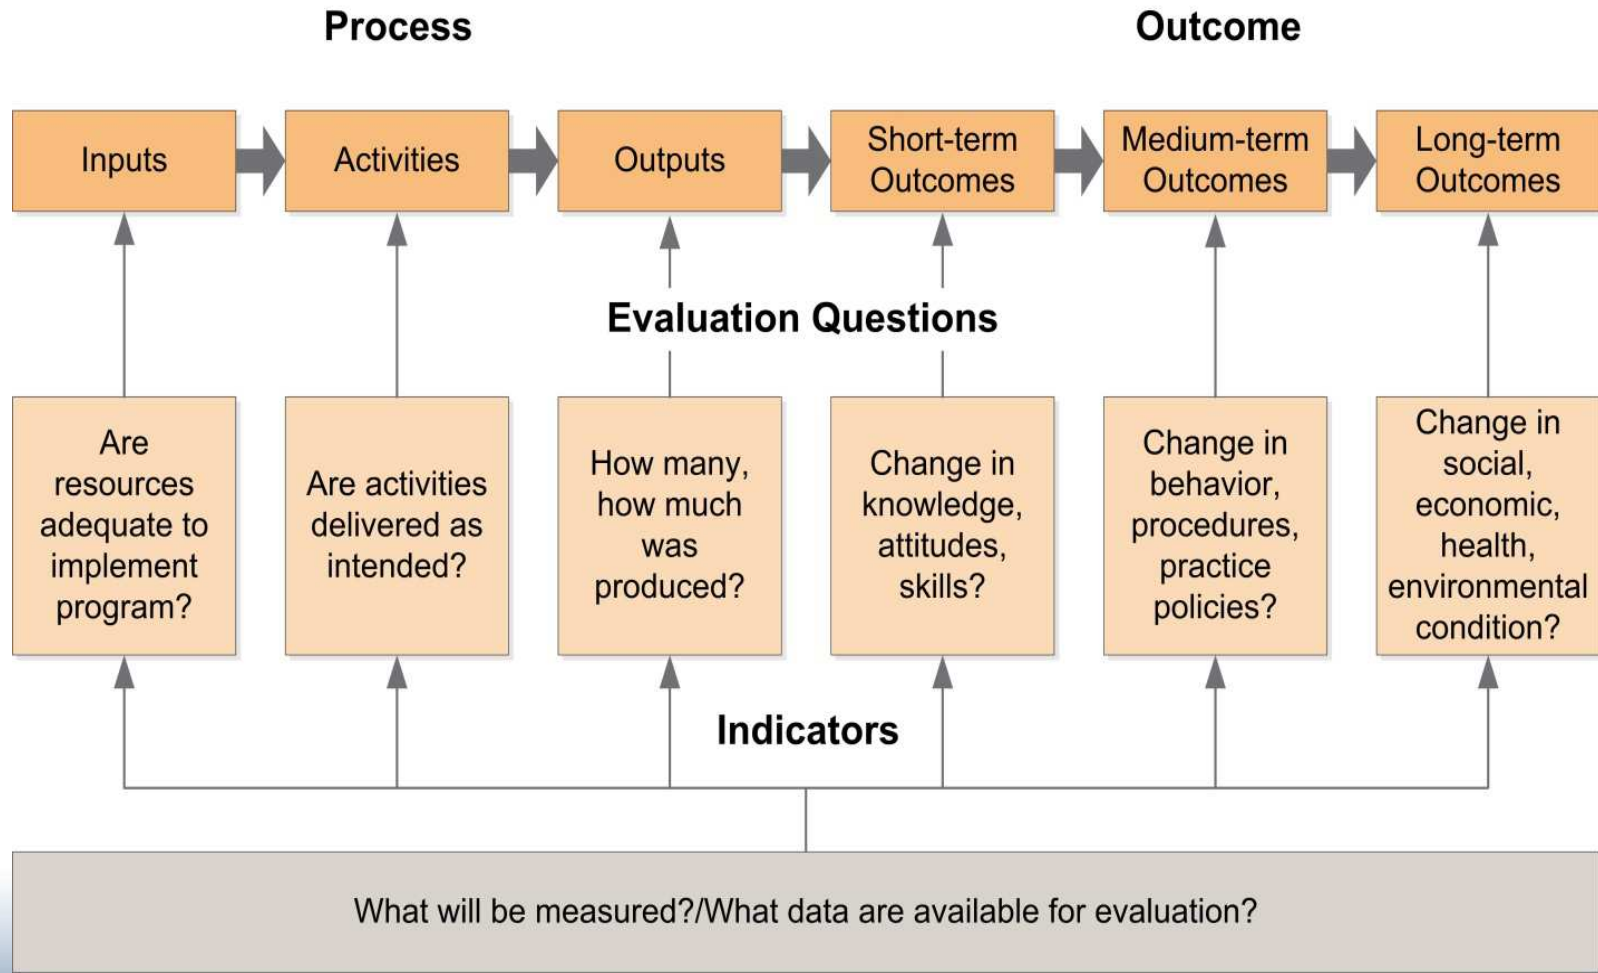 Process
Outcome
Inputs
Activities
Outputs
Short-term
Outcomes
Medium-term
Outcomes
Long-term
Outcomes
Evaluation Questions
Are
resources
adequate to
implement
program?
Are activities
delivered as
intended?
How many,
how much
was
produced?
Change in
knowledge,
attitudes,
skills?
Change in
behavior,
procedures,
practice
policies?
Change in
social,
economic,
health,
environmental
condition?
Indicators
What will be measured?/What data are available for evaluation?